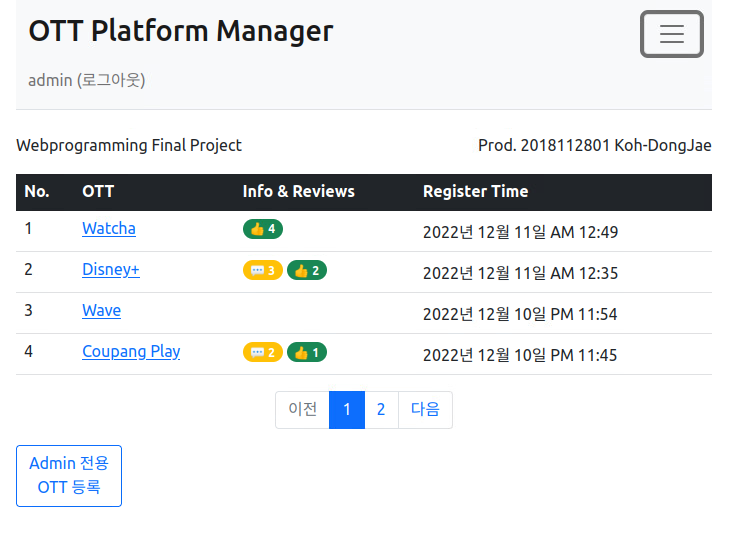 OTT Platform Manager
admin (로그아웃)
Webprogramming Final Project Prod. 2018112801 Koh-DongJae
No. OTT Info & Reviews Register Time
1 Watcha 👍 4 2022년 12월 11일 AM 12:49
2 Disney+ 💬 3 👍 2 2022년 12월 11일 AM 12:35
3 Wave 2022년 12월 10일 PM 11:54
4 Coupang Play 💬 2 👍 1 2022년 12월 10일 PM 11:45
이전 1 2 다음
Admin 전용
OTT 등록